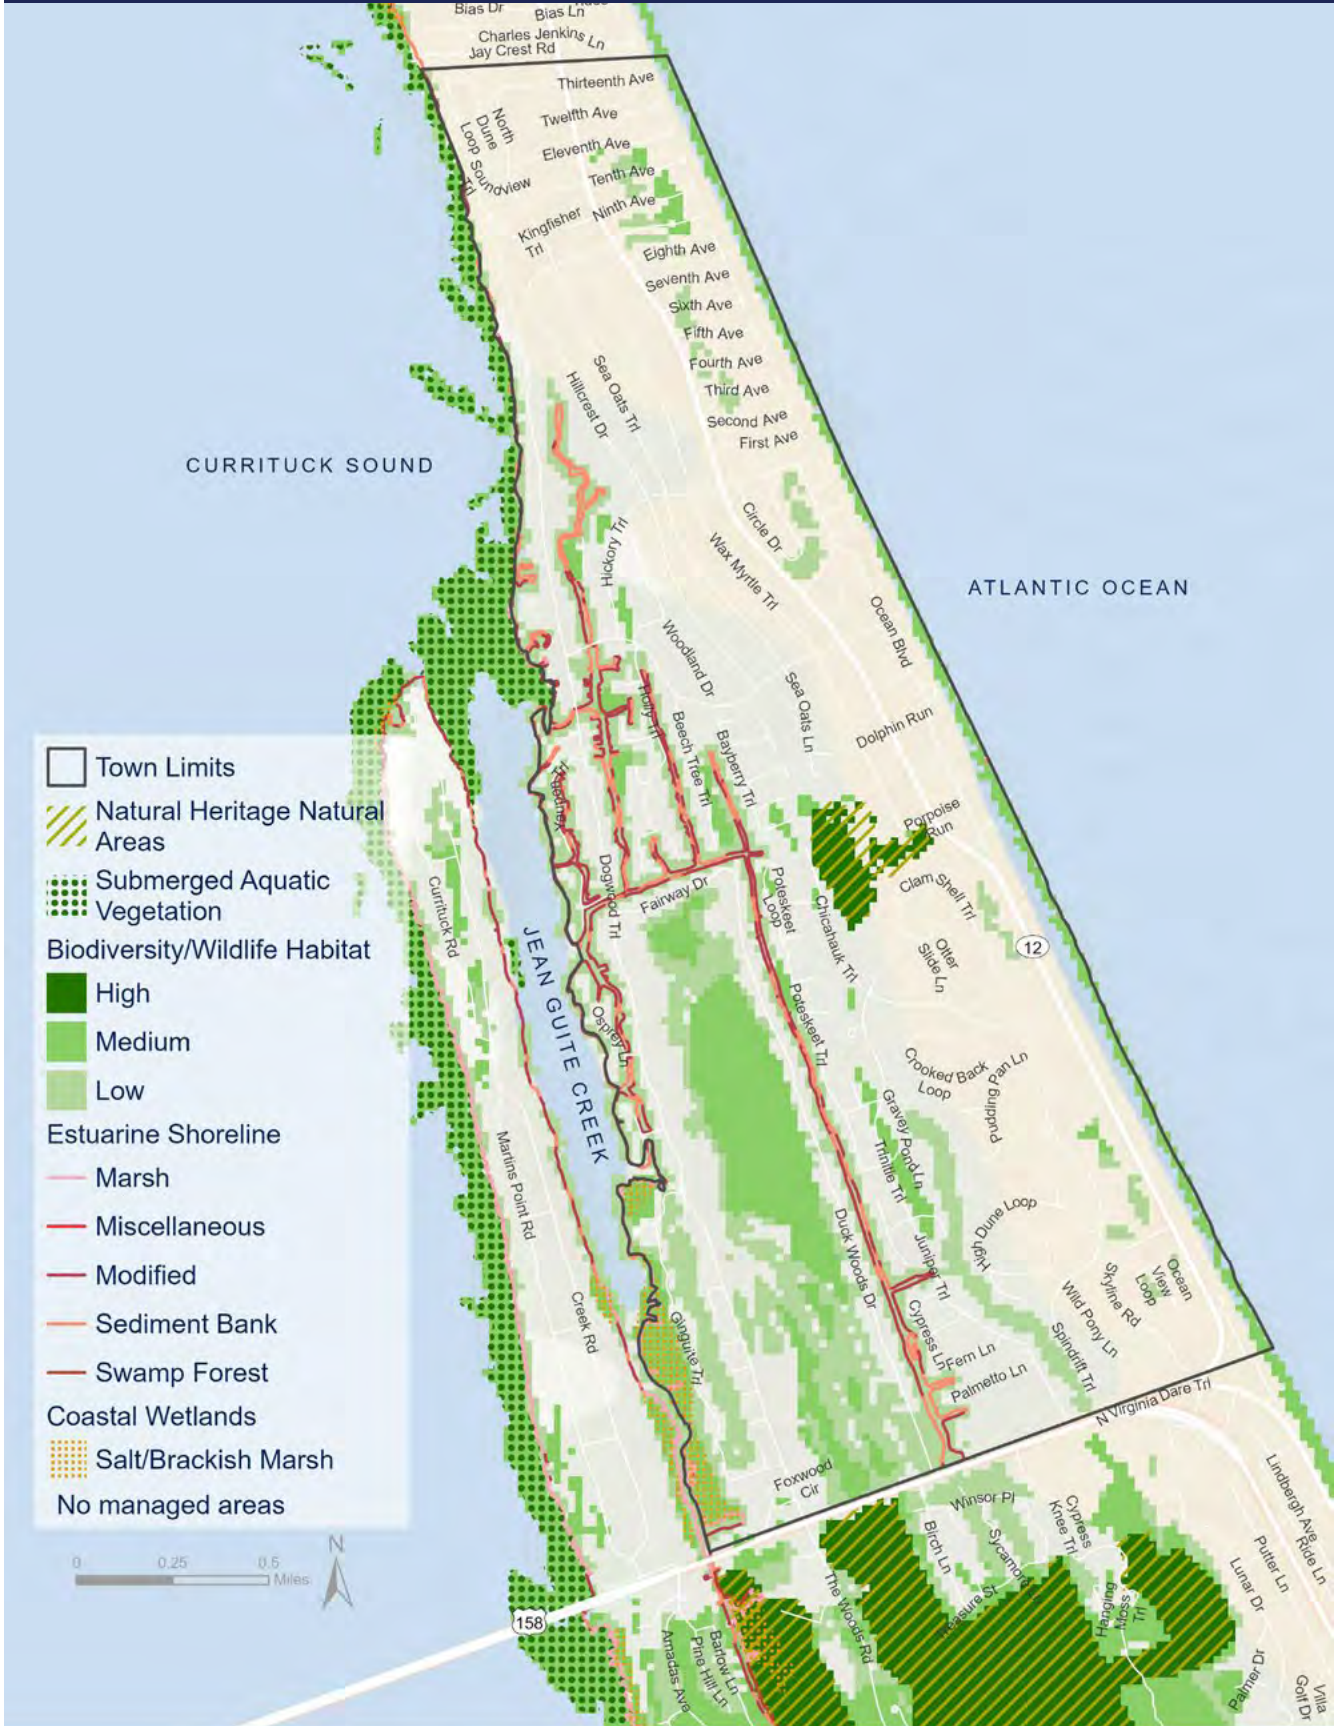 Bias Dr
Bias Ln
Charles Jenkins Ln
Jay Crest Rd
Thirteenth Ave
Twelfth Ave
North
Dune
Loop
Eleventh Ave
Soundview
Trl
Tenth Ave
Ninth Ave
Kingfisher
Trl
Eighth Ave
Seventh Ave
Sixth Ave
Fifth Ave
Fourth Ave
Third Ave
Second Ave
First Ave
Sea Oats Trl
Hillcrest Dr
CURRITUCK SOUND
Circle Dr
Hickory Trl
Wax Myrtle Trl
ATLANTIC OCEAN
Ocean Blvd
Woodland Dr
Sea Oats Ln
Holly Trl
Beech Tree Trl
Bayberry Trl
Dolphin Run
Porpoise
Run
Dogwood Trl
Fairway Dr
Poteskeet
Loop
Chicahauk Trl
Clam Shell Trl
Otter
Slide Ln
12
Currituck Rd
JEAN GUITE CREEK
Osprey Ln
Poteskeet Trl
Crooked Back
Loop
Pudding Pan Ln
Gravey Pond Ln
Trinitie Trl
Martins Point Rd
Duck Woods Dr
High Dune Loop
Juniper Trl
Ocean
View
Loop
Skyline Rd
Wild Pony Ln
Spindrift Trl
Creek Rd
Ginguite Trl
Cypress Ln
Fern Ln
Palmetto Ln
N Virginia Dare Trl
Foxwood
Cir
Winsor Pl
Birch Ln
Cypress
Knee Trl
Lindbergh Ave
Ride Ln
Putter Ln
Lunar Dr
Hanging
Moss
Trl
The Woods Rd
158
Amadas Ave
Barlow Ln
Pine Hill Ln
Palmer Dr
Villa
Golf Dr
Town Limits
Natural Heritage Natural
Areas
Submerged Aquatic
Vegetation
Biodiversity/Wildlife Habitat
High
Medium
Low
Estuarine Shoreline
Marsh
Miscellaneous
Modified
Sediment Bank
Swamp Forest
Coastal Wetlands
Salt/Brackish Marsh
No managed areas
N
0 0.25 0.5
Miles